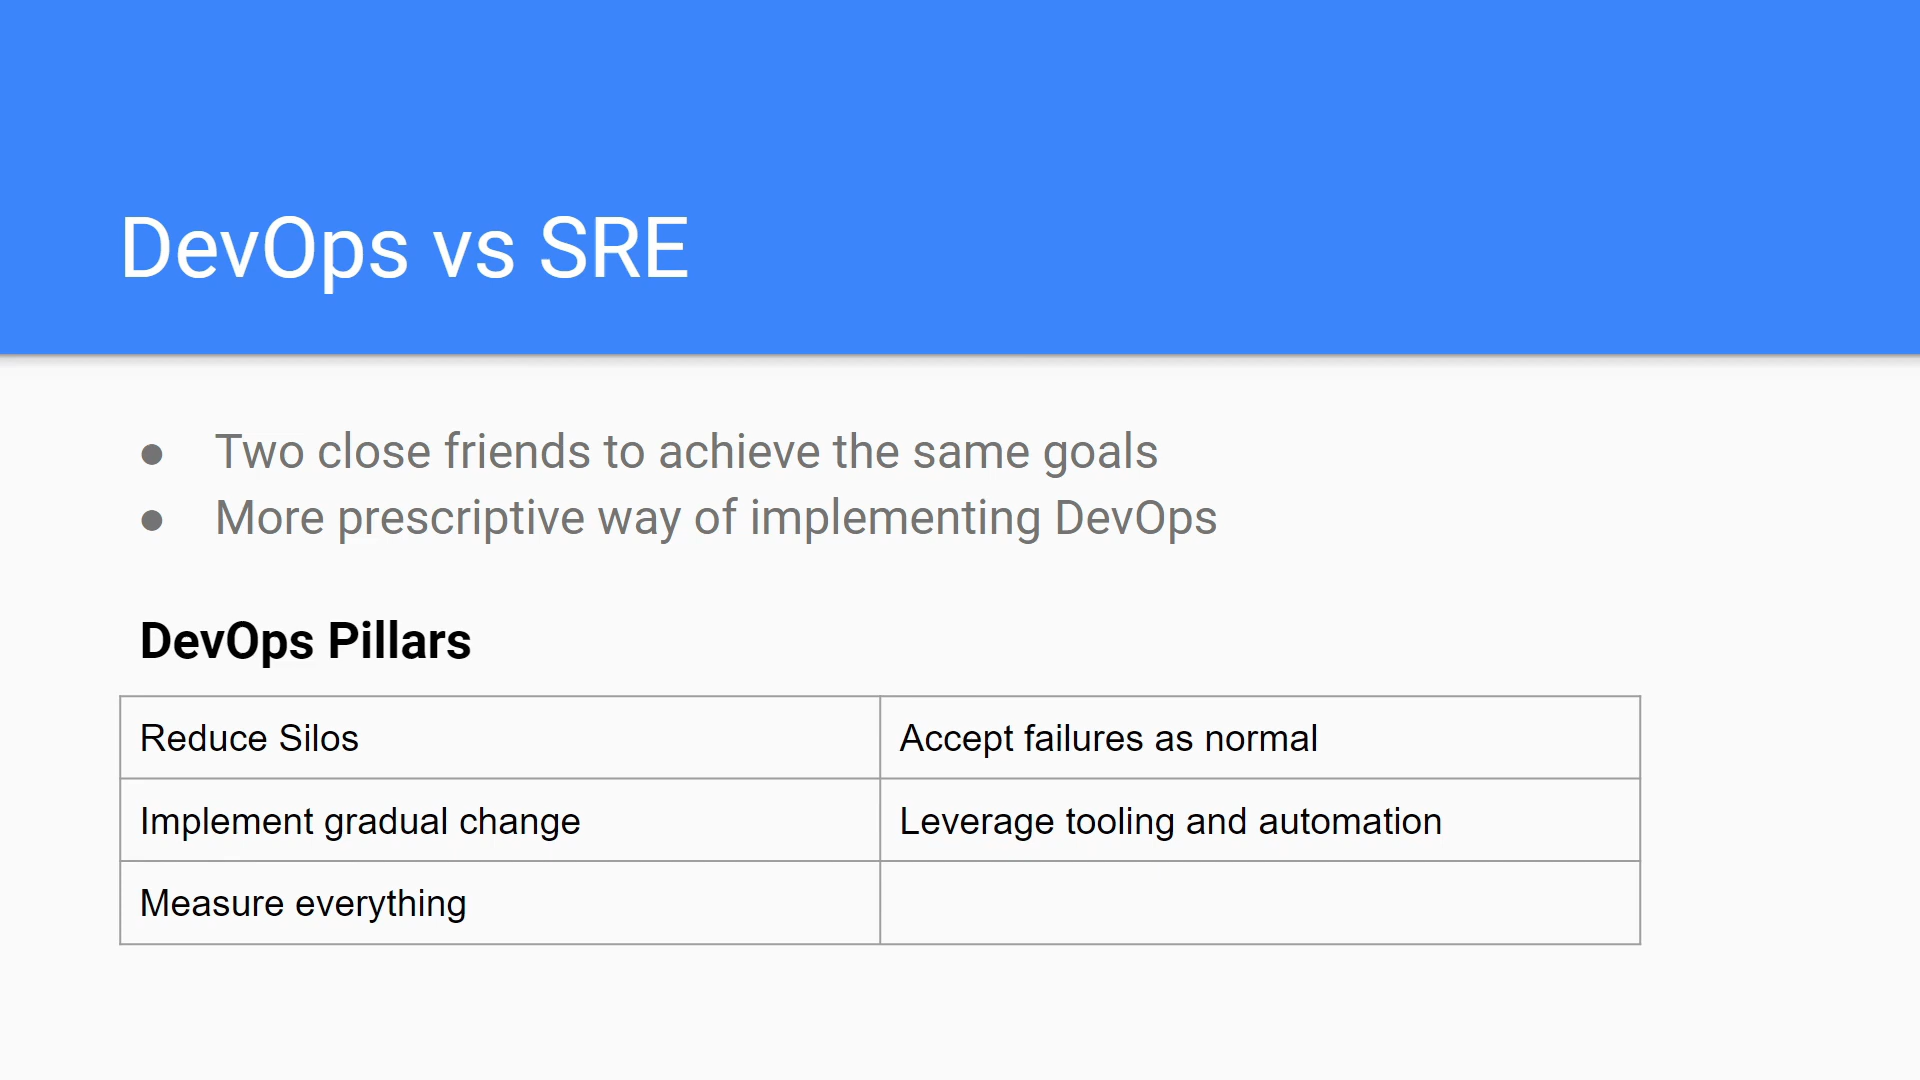 DevOps vs SRE
● Two close friends to achieve the same goals
● More prescriptive way of implementing DevOps
DevOps Pillars
Reduce Silos
Accept failures as normal
Implement gradual change
Leverage tooling and automation
Measure everything